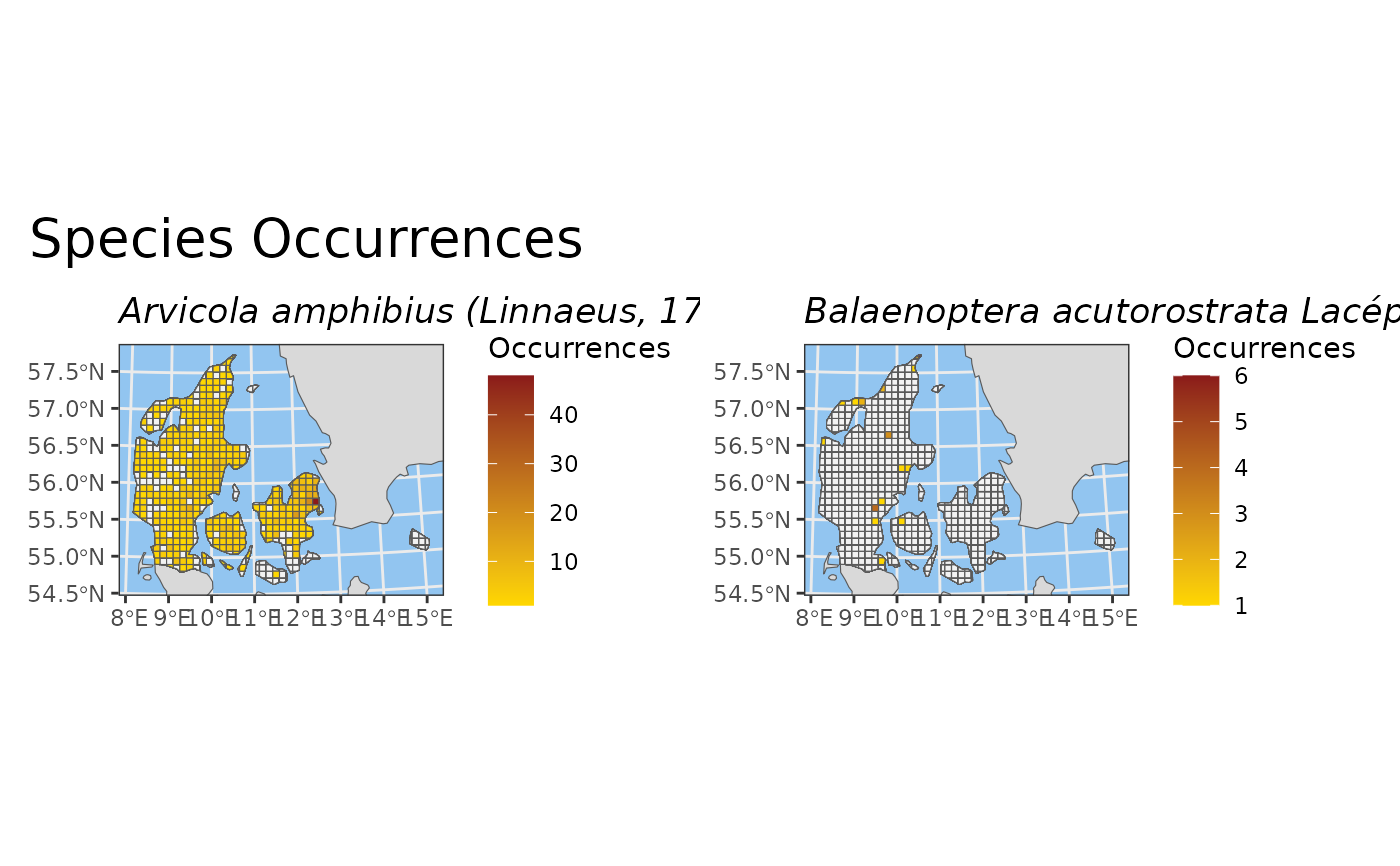 Species Occurrences
Arvicola amphibius (Linnaeus, 17
Occurrences
57.5°N
57.0°N
56.5°N
56.0°N
55.5°N
55.0°N
54.5°N
8°E 9°E 10°E 11°E 12°E 13°E 14°E 15°E
40
30
20
10
Balaenoptera acutorostrata Lacép
Occurrences
57.5°N
57.0°N
56.5°N
56.0°N
55.5°N
55.0°N
54.5°N
8°E 9°E 10°E 11°E 12°E 13°E 14°E 15°E
6
5
4
3
2
1